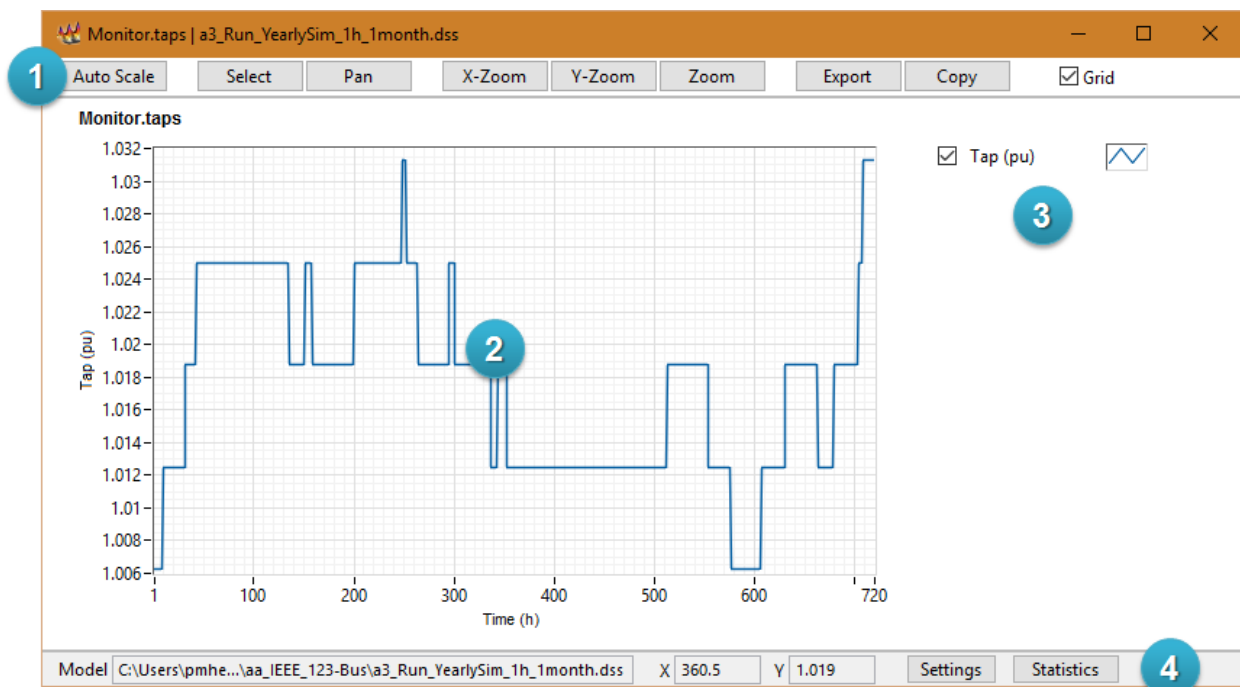 Monitor.taps | a3_Run_YearlySim_1h_1month.dss
1
Auto Scale Select Pan X-Zoom Y-Zoom Zoom Export Copy Grid
Monitor.taps
1.032
1.03
1.028
1.026
1.024
1.022
1.02
1.018
1.016
1.014
1.012
1.01
1.008
1.006
Tap (pu)
1 100 200 300 400 500 600 720
Time (h)
2
Tap (pu)
3
Model C:\Users\pmhe...\aa_IEEE_123-Bus\a3_Run_YearlySim_1h_1month.dss X 360.5 Y 1.019 Settings Statistics 4